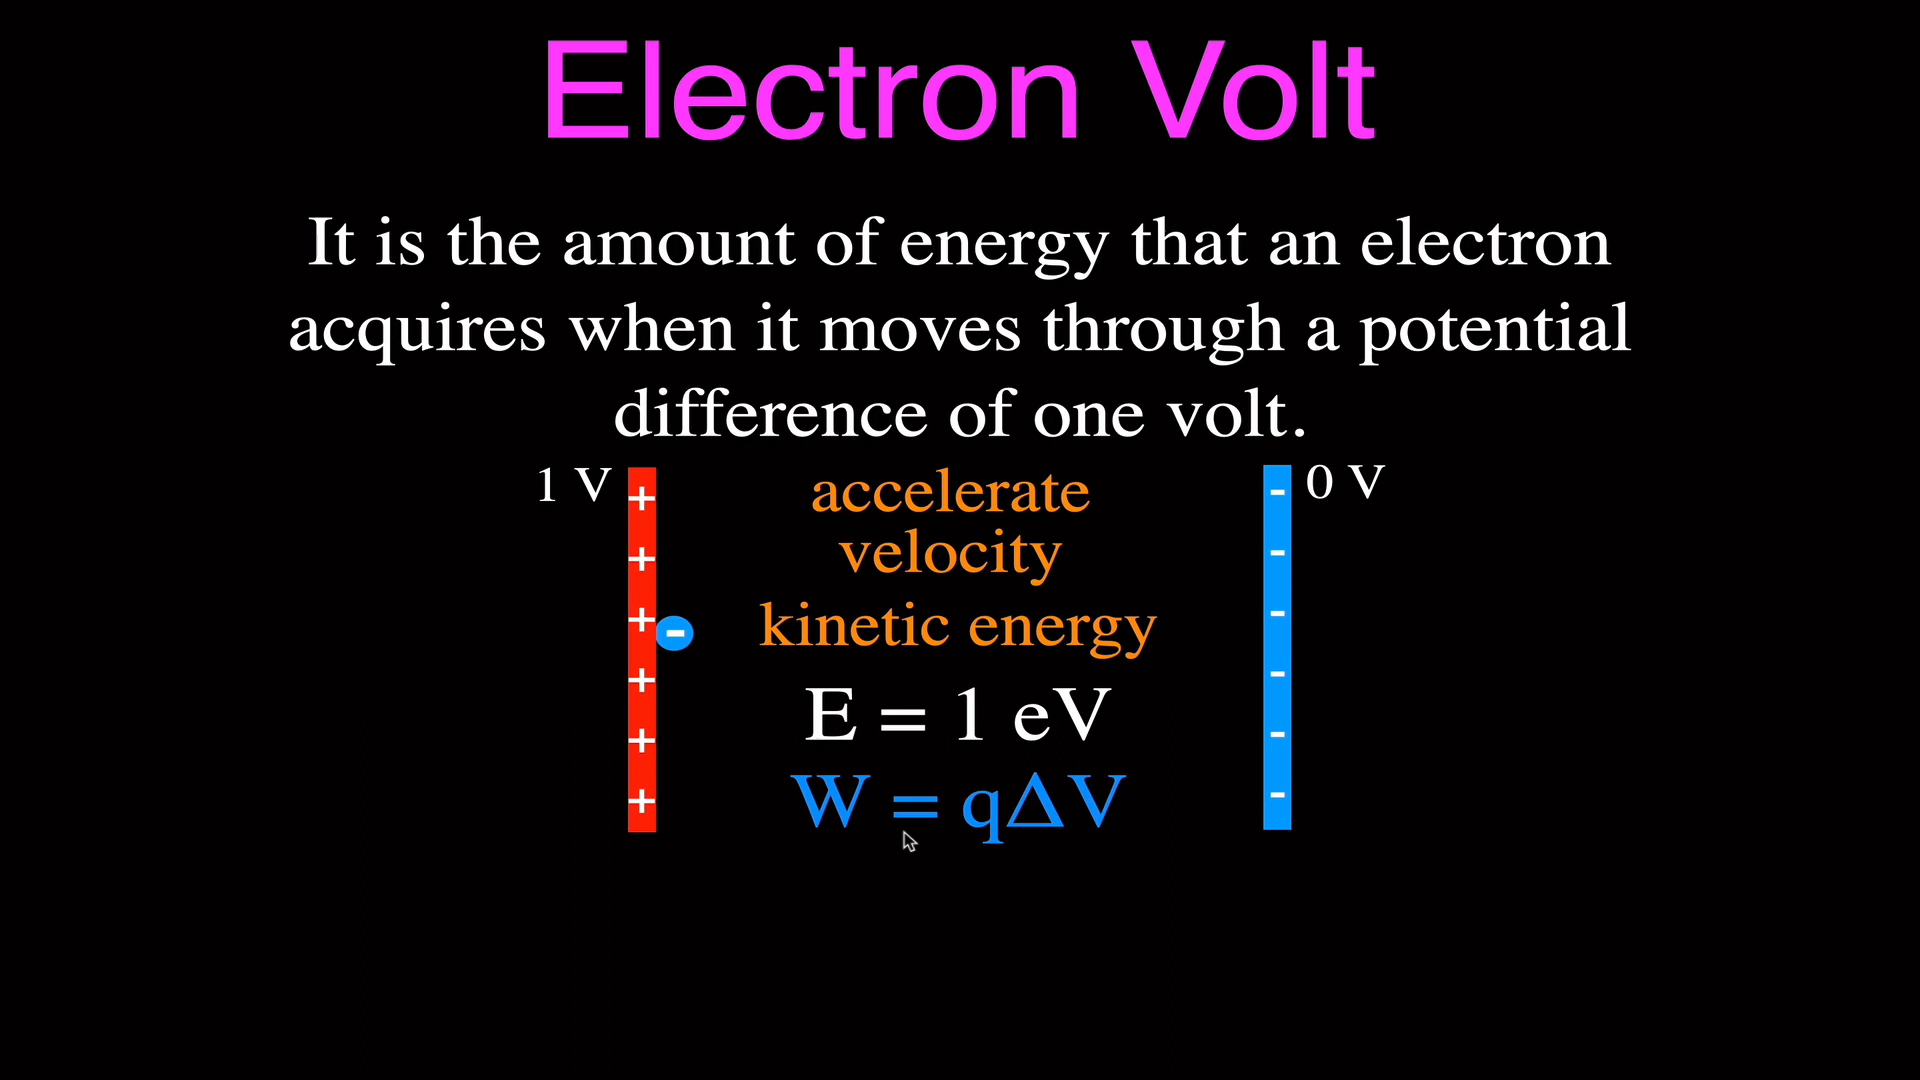 Electron Volt
It is the amount of energy that an electron
acquires when it moves through a potential
difference of one volt.
1 V + accelerate - 0 V
+ velocity -
+ - kinetic energy -
+ E = 1 eV -
+ W = qΔV -
+ -